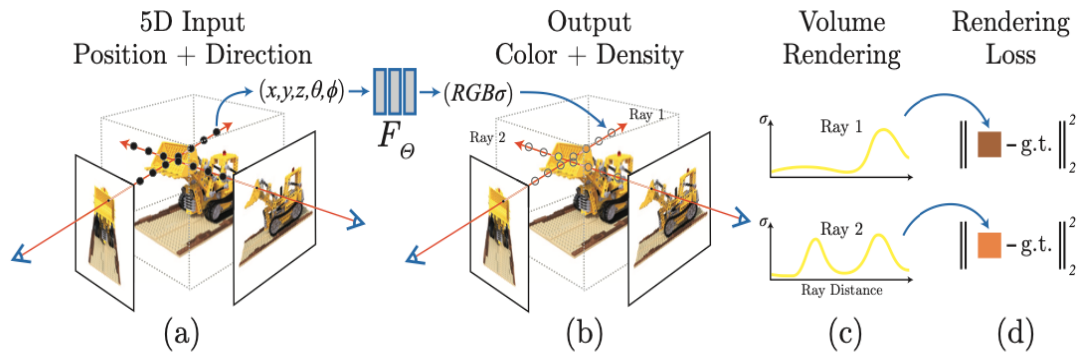 5D Input
Position + Direction
Output
Color + Density
Volume
Rendering
Rendering
Loss
(x,y,z,θ,ϕ)
F_Θ
(RGBσ)
Ray 1
Ray 2
σ
Ray 1
‖ - g.t. ‖²₂
σ
Ray 2
Ray Distance
‖ - g.t. ‖²₂
(a)
(b)
(c)
(d)